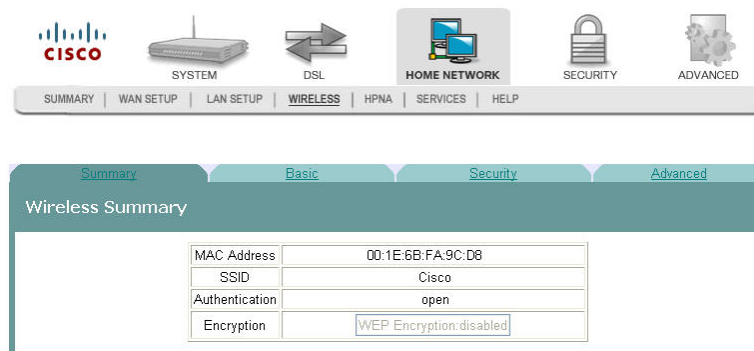 CISCO
SYSTEM DSL HOME NETWORK SECURITY ADVANCED
SUMMARY | WAN SETUP | LAN SETUP | WIRELESS | HPNA | SERVICES | HELP
Summary Basic Security Advanced
Wireless Summary
MAC Address 00:1E:6B:FA:9C:D8
SSID Cisco
Authentication open
Encryption WEP Encryption:disabled